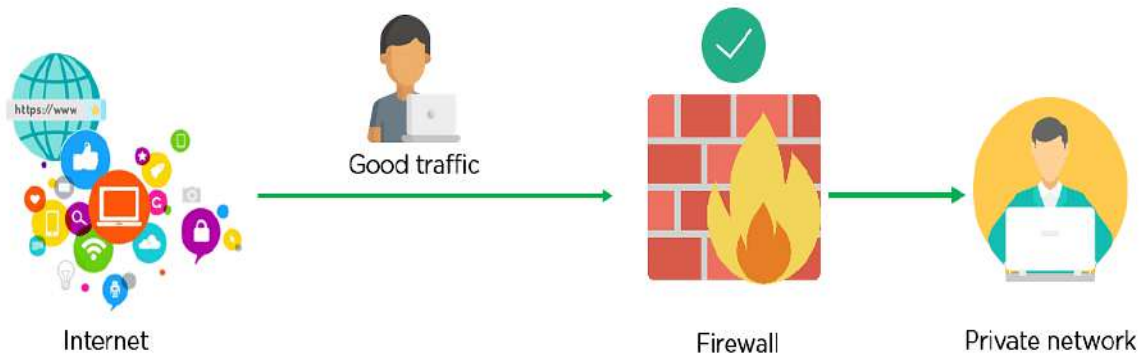 https://www
Good traffic
Internet
Firewall
Private network